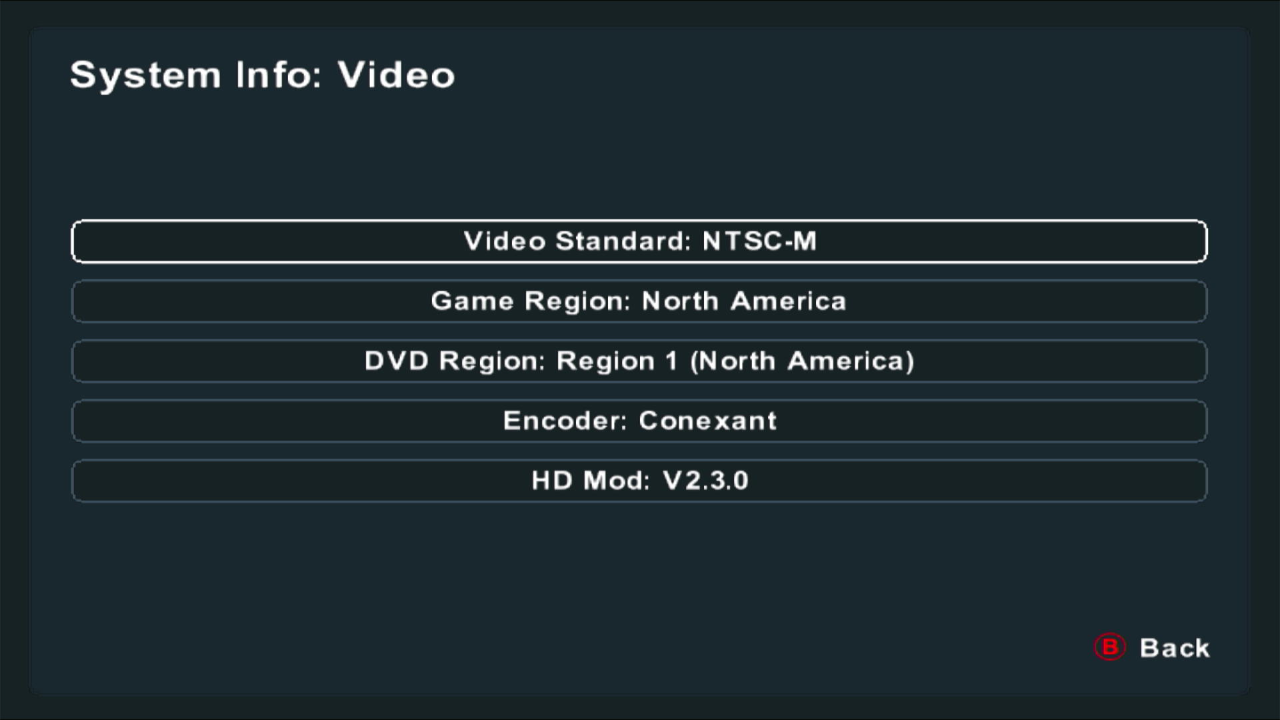 System Info: Video
Video Standard: NTSC-M
Game Region: North America
DVD Region: Region 1 (North America)
Encoder: Conexant
HD Mod: V2.3.0
B Back